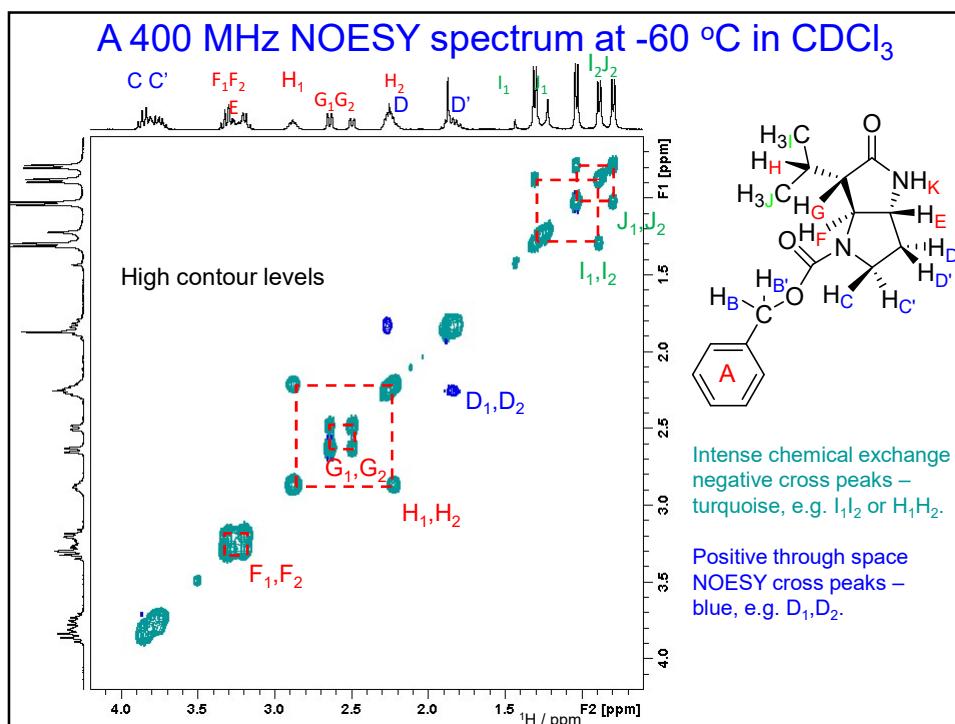 A 400 MHz NOESY spectrum at -60 °C in CDCl₃
C C' F₁F₂ E H₁ G₁G₂ H₂ D D' I₁ J₁ I₂J₂
High contour levels
J₁,J₂
I₁,I₂
D₁,D₂
G₁,G₂
H₁,H₂
F₁,F₂
F1 [ppm]
1.5
2.0
2.5
3.0
3.5
4.0
4.0 3.5 3.0 2.5 2.0 1.5 F2 [ppm]
¹H / ppm
H₃C I
O
H H
NH K
H₃C J
H G
H E
H F
O
N
H D
H D'
H B
H B'
O
H C
H C'
C
A
Intense chemical exchange
negative cross peaks –
turquoise, e.g. I₁I₂ or H₁H₂.
Positive through space
NOESY cross peaks –
blue, e.g. D₁,D₂.